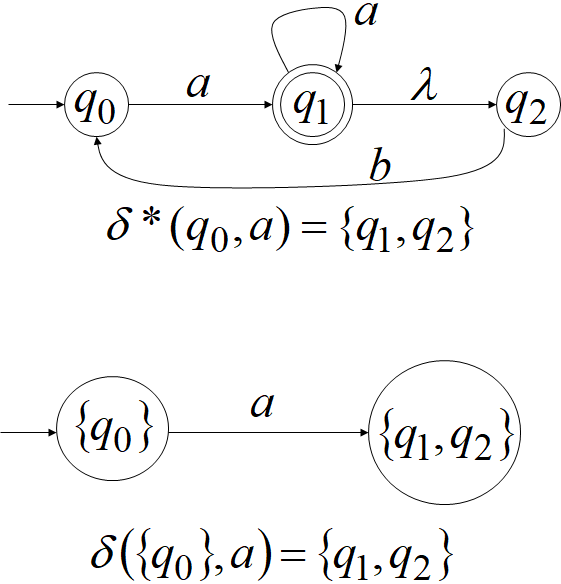 a
q₀ a q₁ λ q₂
b
δ*(q₀,a)={q₁,q₂}
{q₀} a {q₁,q₂}
δ({q₀},a)={q₁,q₂}